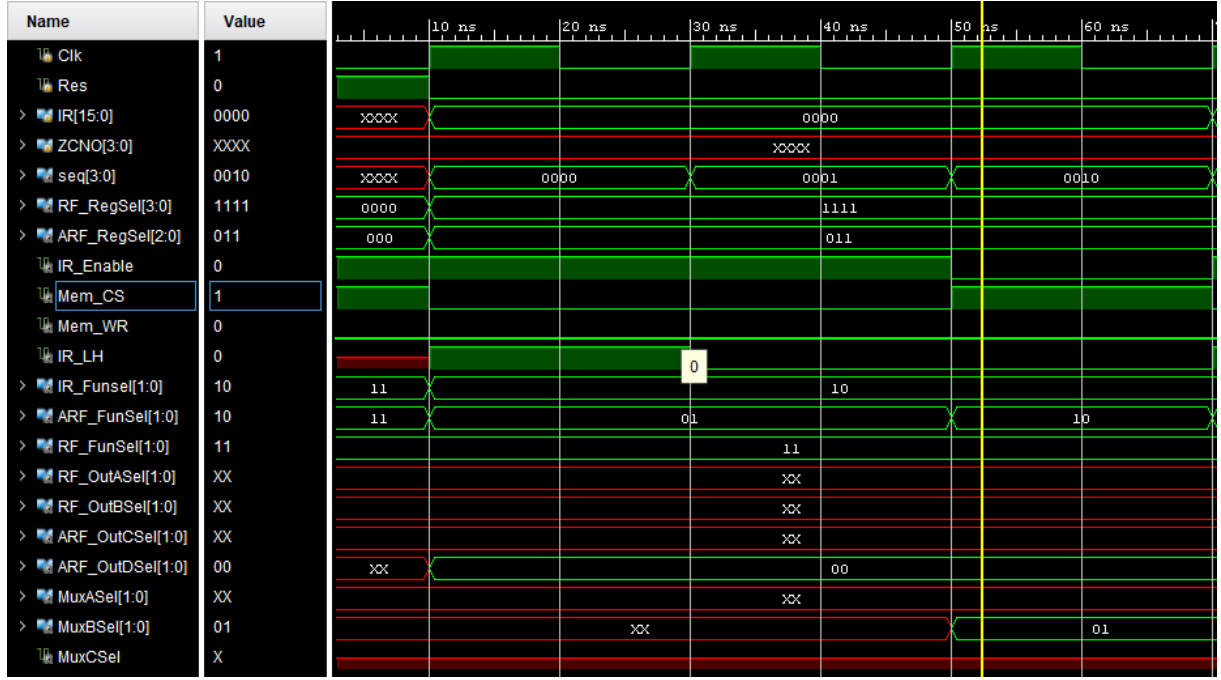 Name Value 10 ns 20 ns 30 ns 40 ns 50 ns 60 ns
Clk 1
Res 0
> IR[15:0] 0000 XXXX 0000
> ZCNO[3:0] XXXX XXXX
> seq[3:0] 0010 XXXX 0000 0001 0010
> RF_RegSel[3:0] 1111 0000 1111
> ARF_RegSel[2:0] 011 000 011
IR_Enable 0
Mem_CS 1
Mem_WR 0
IR_LH 0 0
> IR_Funsel[1:0] 10 11 10
> ARF_FunSel[1:0] 10 11 01 10
> RF_FunSel[1:0] 11 11
> RF_OutASel[1:0] XX XX
> RF_OutBSel[1:0] XX XX
> ARF_OutCSel[1:0] XX XX
> ARF_OutDSel[1:0] 00 XX 00
> MuxASel[1:0] XX XX
> MuxBSel[1:0] 01 XX 01
MuxCSel X